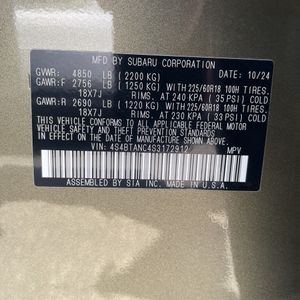 MFD. BY SUBARU CORPORATION
GVWR: 4850 LB (2200 KG) DATE 10/24
GAWR:F 2756 LB (1250 KG) WITH 225/60R18 100H TIRES.
18X7J RIMS. AT 240 KPA ( 35 PSI) COLD
GAWR:R 2690 LB (1220 KG) WITH 225/60R18 100H TIRES.
18X7J RIMS. AT 230 KPA ( 33 PSI) COLD
THIS VEHICLE CONFORMS TO ALL APPLICABLE
FEDERAL MOTOR VEHICLE SAFETY, BUMPER,
AND THEFT PREVENTION STANDARDS IN
EFFECT ON THE DATE OF MANUFACTURE
SHOWN ABOVE.
VIN: 4S4BTANC4S3172912 MPV
ASSEMBLED BY SIA INC. MADE IN U.S.A.